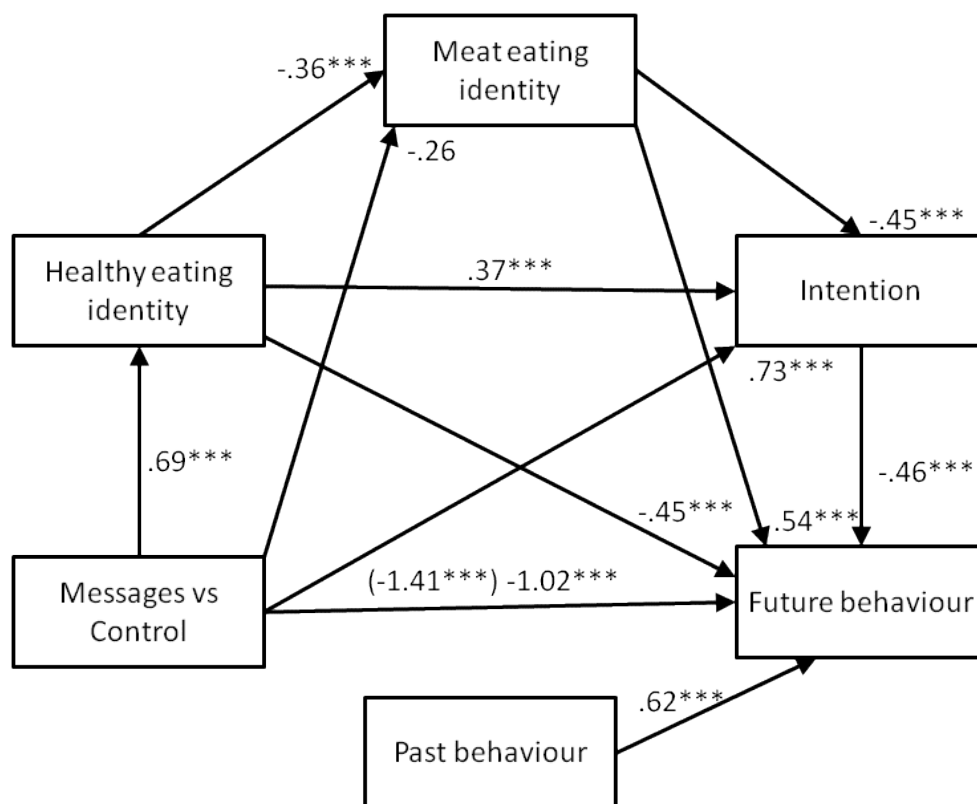 Meat eating
identity
-.36***
-.26
-.45***
Healthy eating
identity
.37***
Intention
.73***
.69***
-.46***
-.45***
.54***
Messages vs
Control
(-1.41***) -1.02***
Future behaviour
.62***
Past behaviour